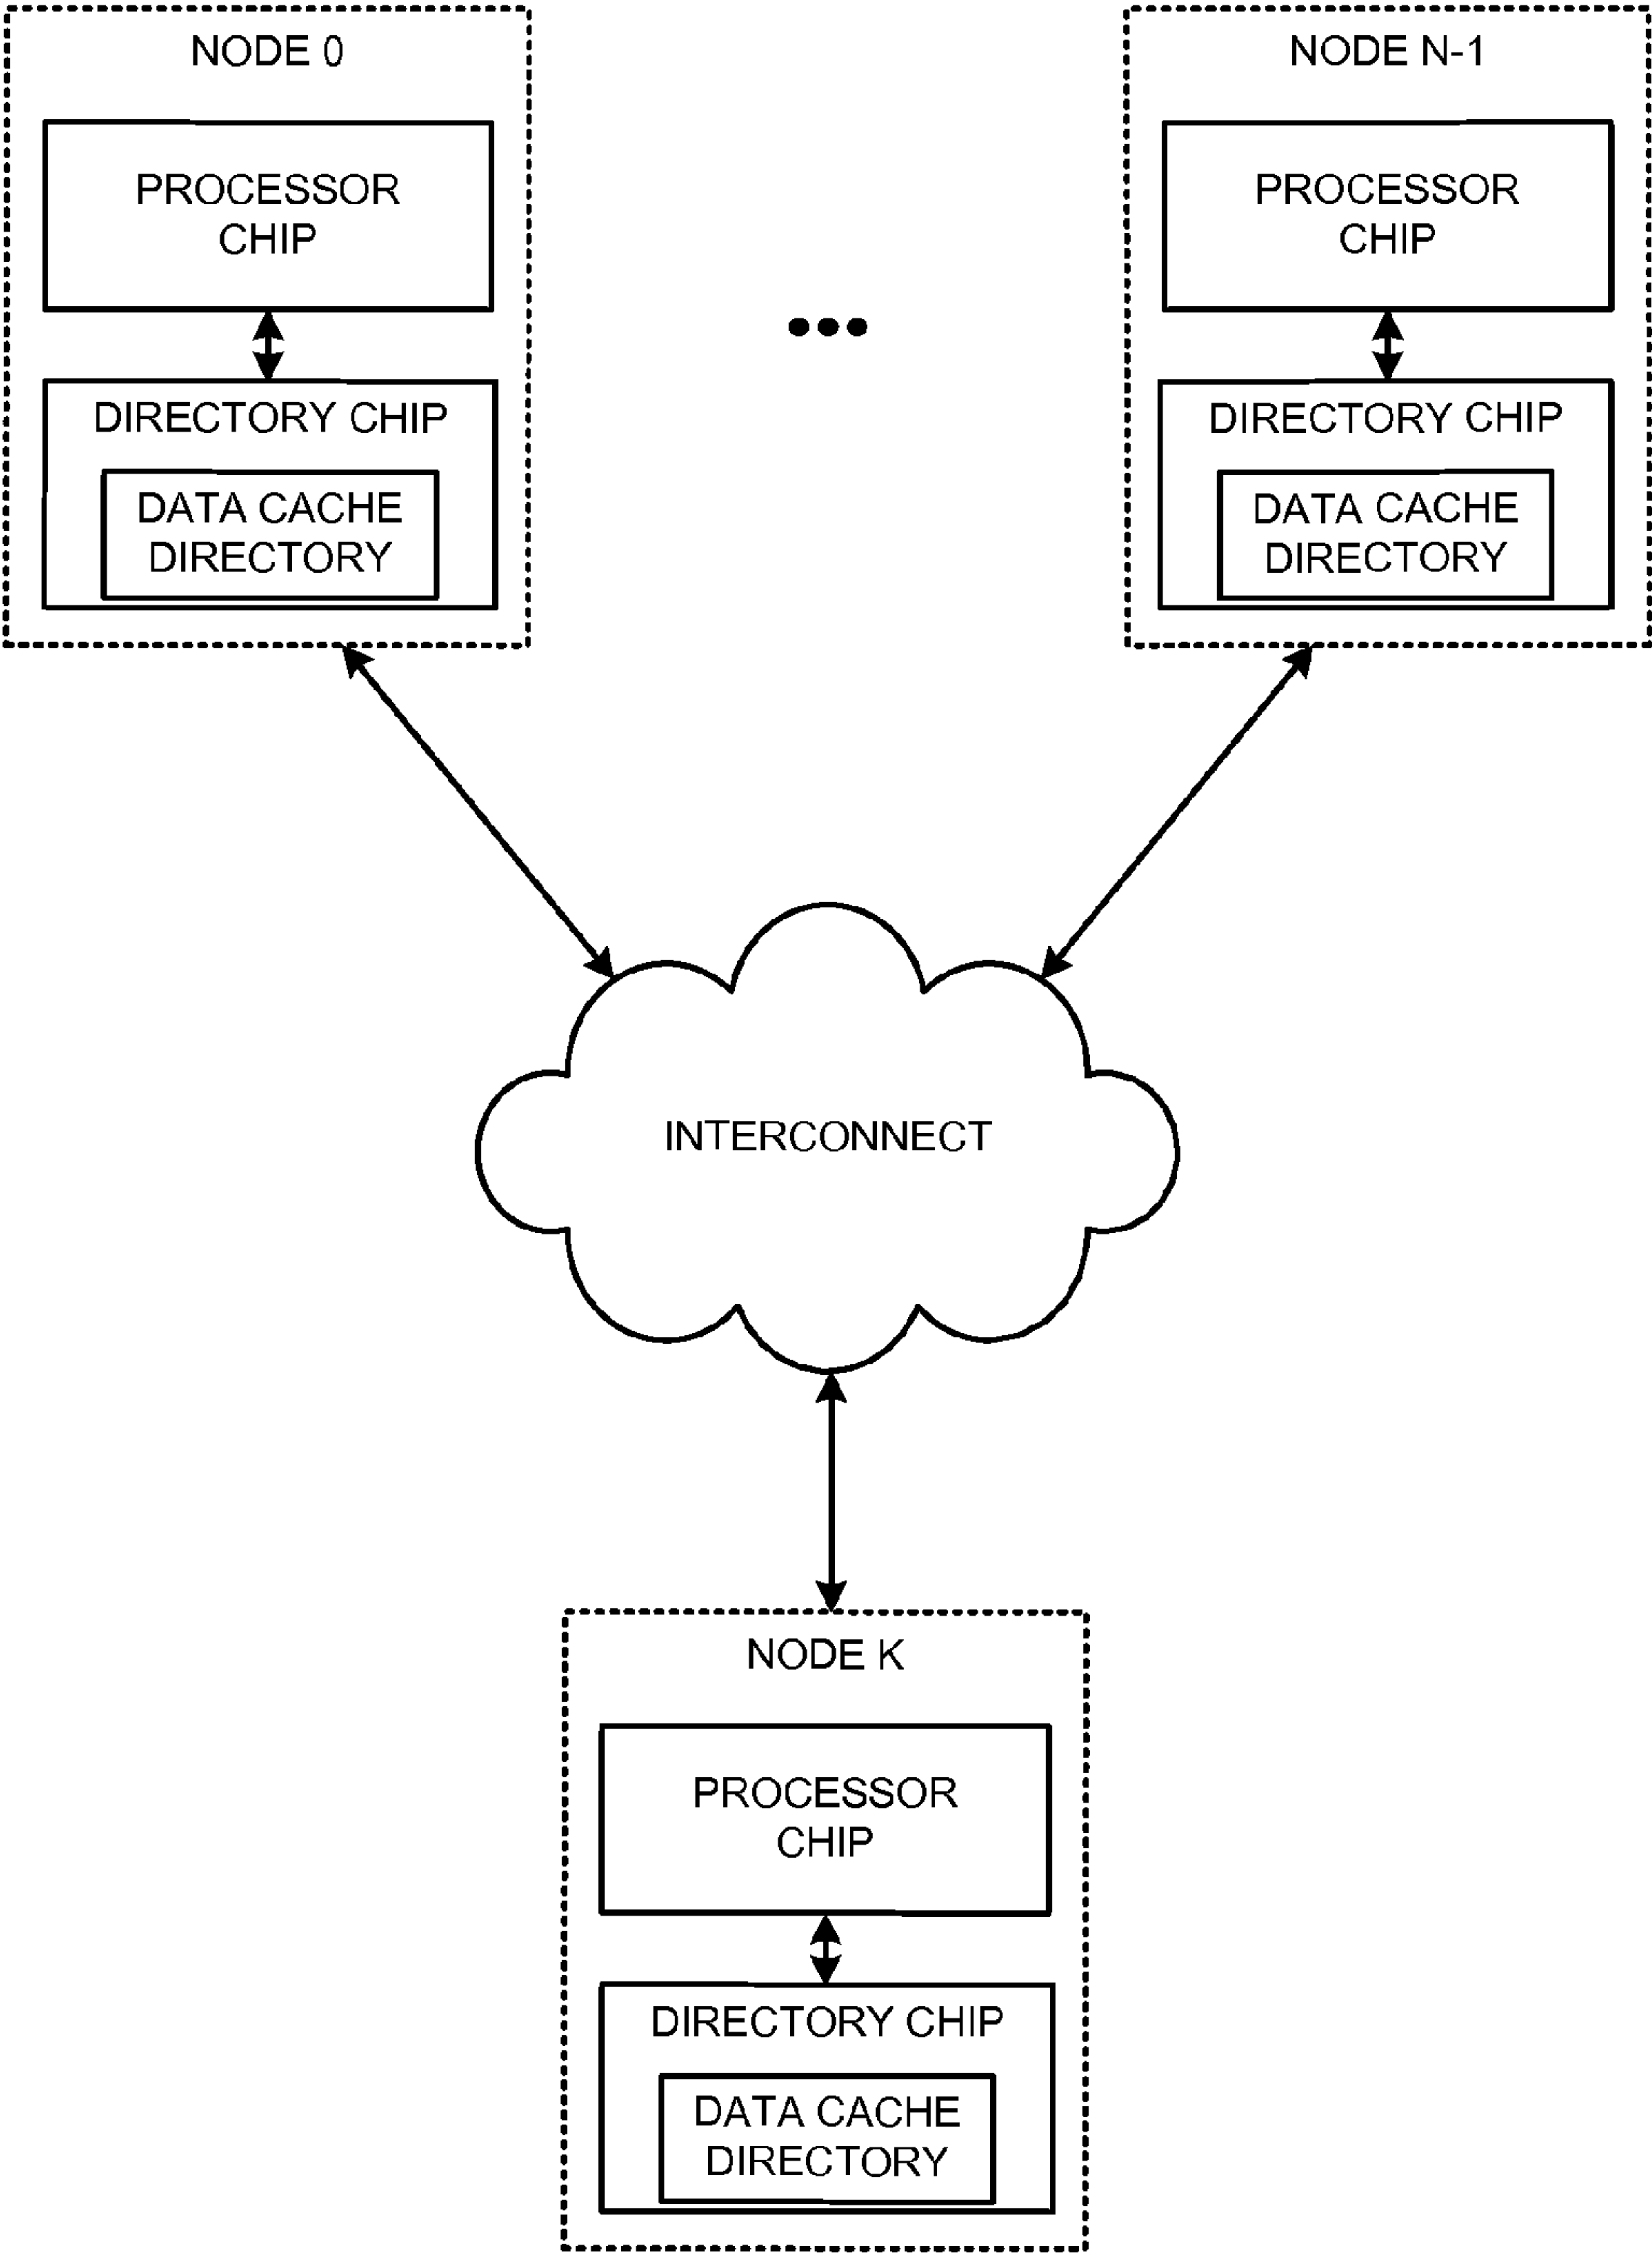 NODE 0
PROCESSOR
CHIP
DIRECTORY CHIP
DATA CACHE
DIRECTORY
NODE N-1
PROCESSOR
CHIP
DIRECTORY CHIP
DATA CACHE
DIRECTORY
INTERCONNECT
NODE K
PROCESSOR
CHIP
DIRECTORY CHIP
DATA CACHE
DIRECTORY